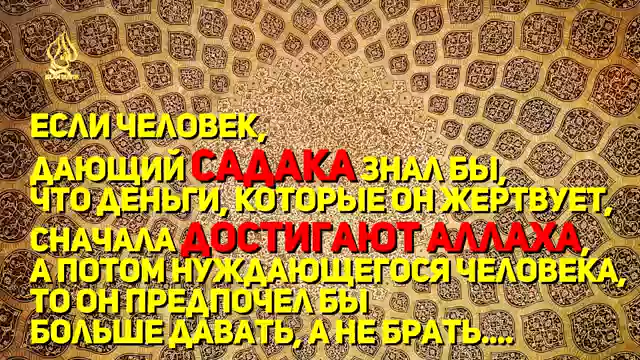 ЕСЛИ ЧЕЛОВЕК,
ДАЮЩИЙ САДАКА ЗНАЛ БЫ,
ЧТО ДЕНЬГИ, КОТОРЫЕ ОН ЖЕРТВУЕТ,
СНАЧАЛА ДОСТИГАЮТ АЛЛАХА,
А ПОТОМ НУЖДАЮЩЕГОСЯ ЧЕЛОВЕКА,
ТО ОН ПРЕДПОЧЕЛ БЫ
БОЛЬШЕ ДАВАТЬ, А НЕ БРАТЬ....